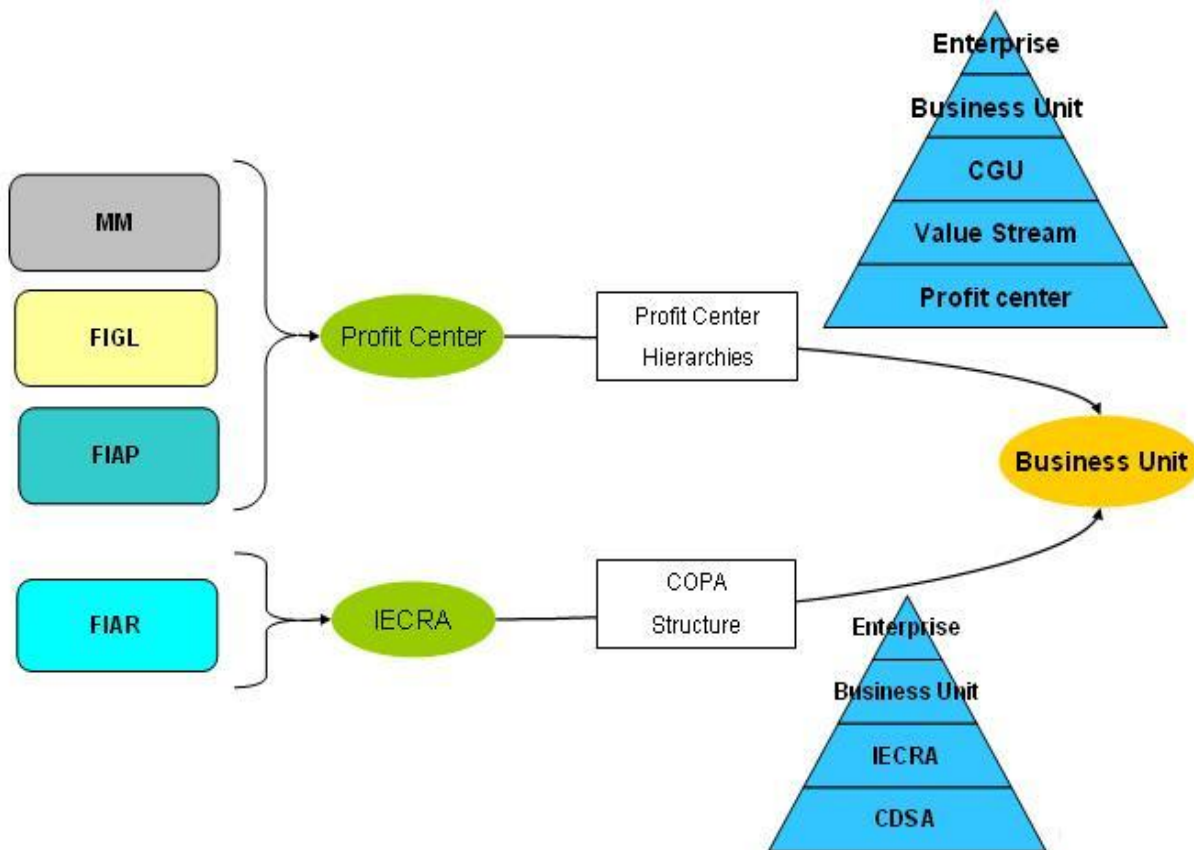 Enterprise
Business Unit
CGU
Value Stream
Profit center
MM
FIGL
FIAP
Profit Center
Profit Center
Hierarchies
Business Unit
FIAR
IECRA
COPA
Structure
Enterprise
Business Unit
IECRA
CDSA